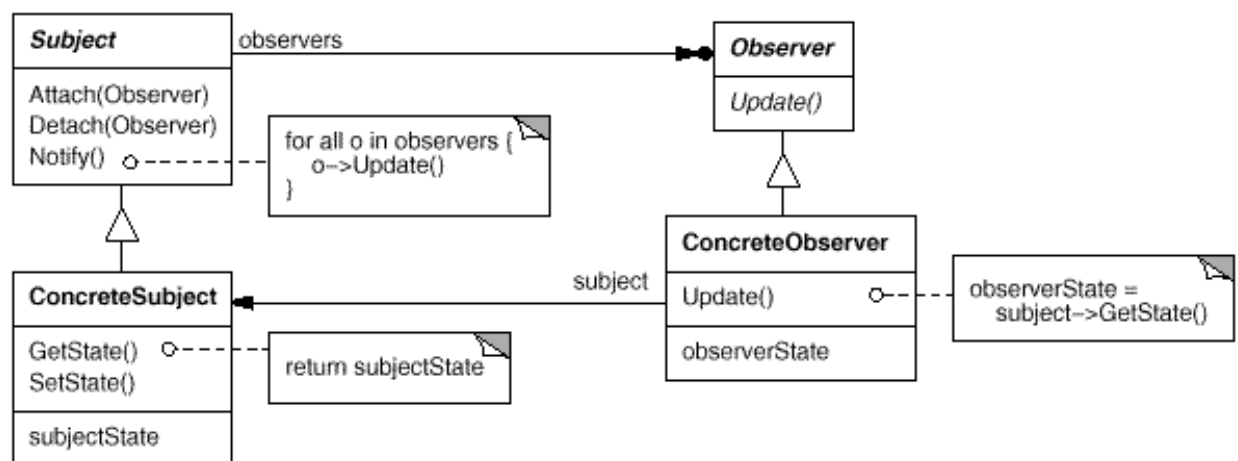 Subject
observers
Observer
Attach(Observer)
Detach(Observer)
Notify()
Update()
for all o in observers {
o–>Update()
}
ConcreteObserver
ConcreteSubject
subject
Update()
observerState =
subject–>GetState()
GetState()
SetState()
return subjectState
observerState
subjectState